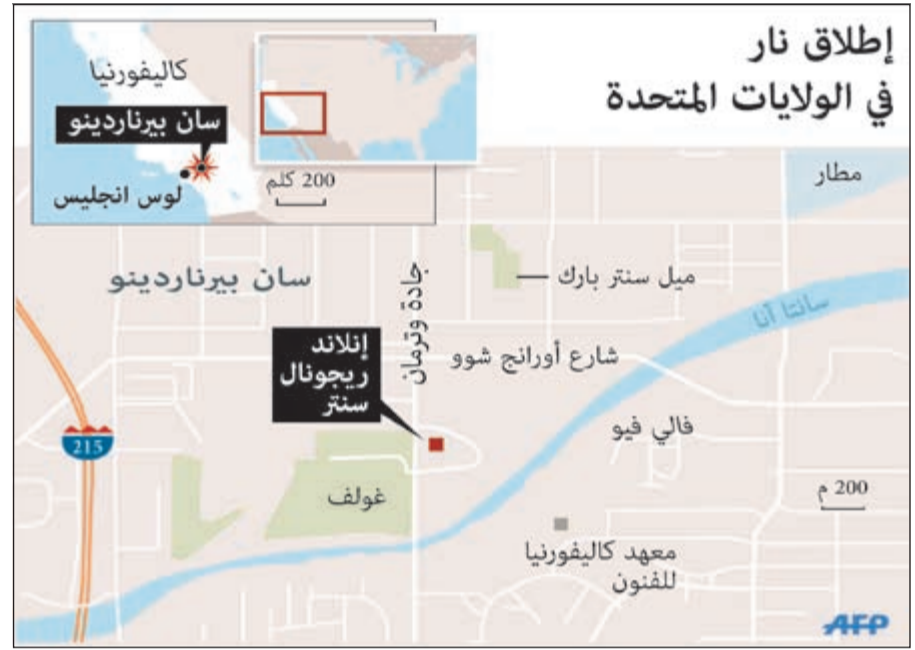 إطلاق نار
في الولايات المتحدة
كاليفورنيا
سان بيرناردينو
لوس انجليس
200 كلم
مطار
سان بيرناردينو
جادة وترمان
ميل سنتر بارك
سانتا آنا
إنلاند
ريجونال
سنتر
شارع أورانج شوو
فالي فيو
215
غولف
200 م
معهد كاليفورنيا
للفنون
AFP